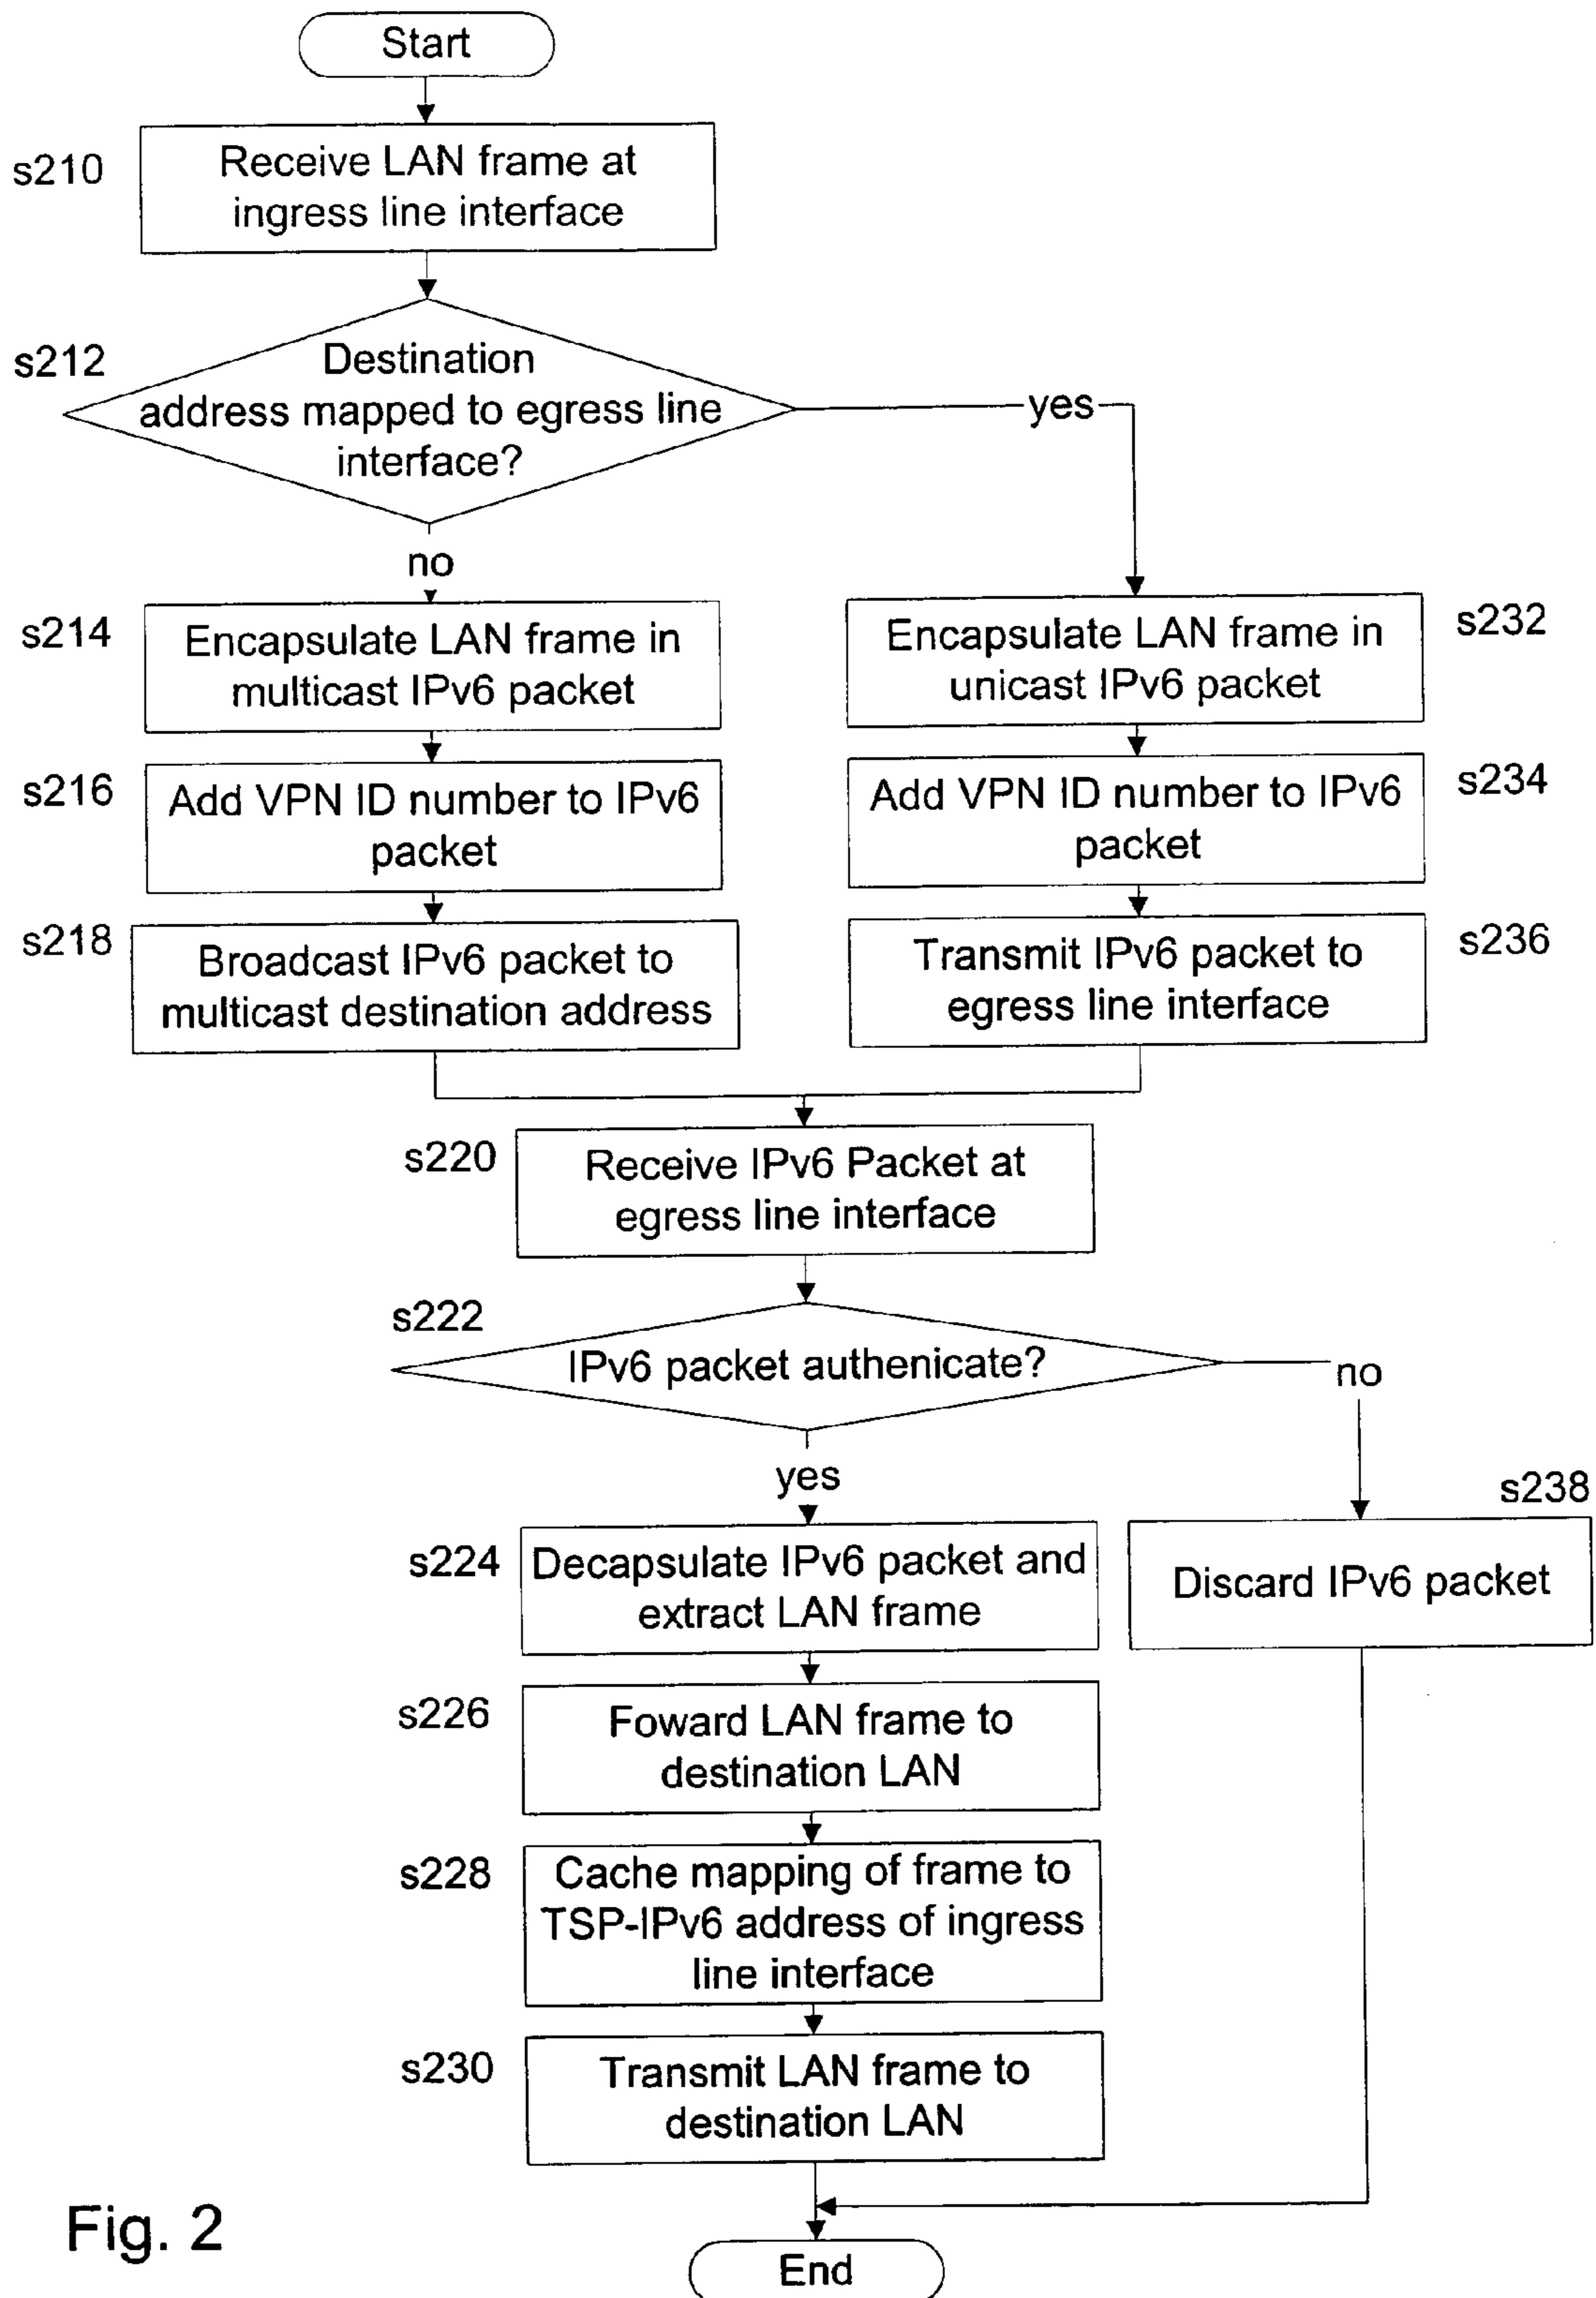 Start
s210
Receive LAN frame at
ingress line interface
s212
Destination
address mapped to egress line
interface?
yes
no
s214
Encapsulate LAN frame in
multicast IPv6 packet
Encapsulate LAN frame in
unicast IPv6 packet
s232
s216
Add VPN ID number to IPv6
packet
Add VPN ID number to IPv6
packet
s234
s218
Broadcast IPv6 packet to
multicast destination address
Transmit IPv6 packet to
egress line interface
s236
s220
Receive IPv6 Packet at
egress line interface
s222
IPv6 packet authenicate?
no
yes
s238
s224
Decapsulate IPv6 packet and
extract LAN frame
Discard IPv6 packet
s226
Foward LAN frame to
destination LAN
s228
Cache mapping of frame to
TSP-IPv6 address of ingress
line interface
s230
Transmit LAN frame to
destination LAN
Fig. 2
End